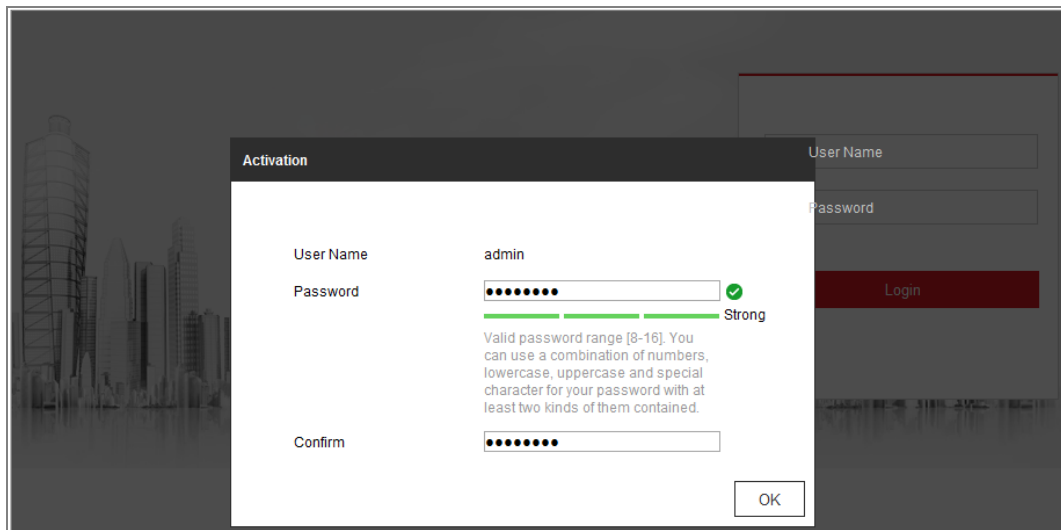 Activation
User Name
Password
Login
User Name admin
Password ••••••••
Strong
Valid password range [8-16]. You
can use a combination of numbers,
lowercase, uppercase and special
character for your password with at
least two kinds of them contained.
Confirm ••••••••
OK